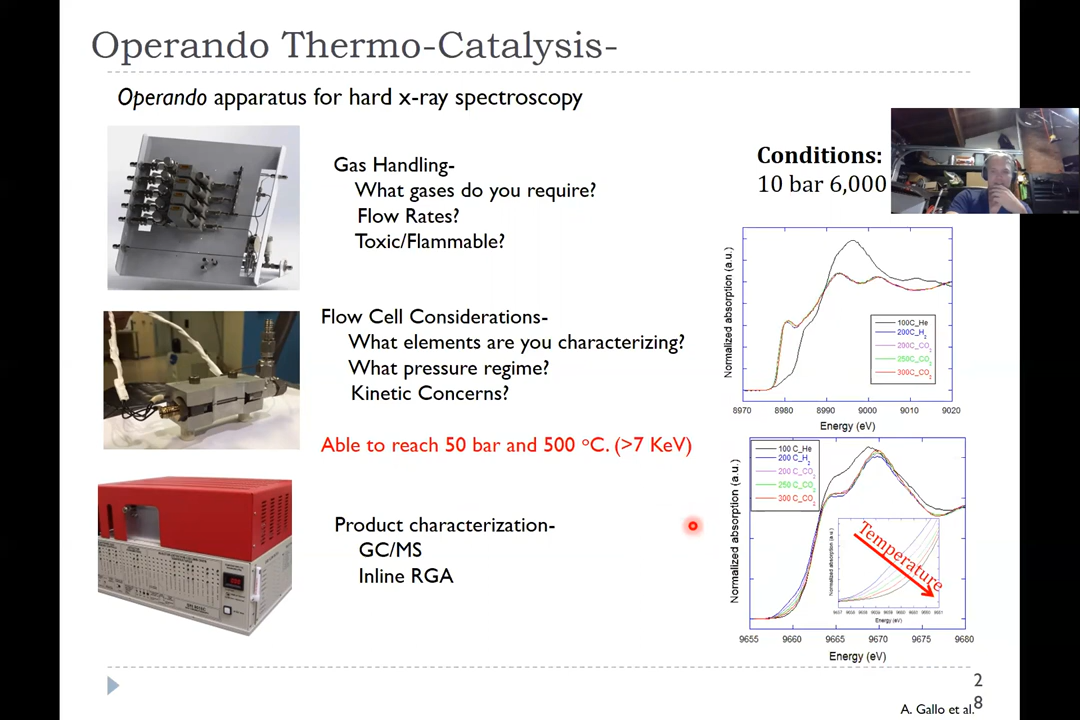 Operando Thermo-Catalysis-
Operando apparatus for hard x-ray spectroscopy
Gas Handling-
What gases do you require?
Flow Rates?
Toxic/Flammable?
Flow Cell Considerations-
What elements are you characterizing?
What pressure regime?
Kinetic Concerns?
Able to reach 50 bar and 500 °C. (>7 KeV)
Product characterization-
GC/MS
Inline RGA
Conditions:
10 bar 6,000
Normalized absorption (a.u.)
100C_He
200C_H2
200C_CO2
250C_CO2
300C_CO2
8970 8980 8990 9000 9010 9020
Energy (eV)
Normalized absorption (a.u.)
100 C_He
200 C_H2
200 C_CO2
250 C_CO2
300 C_CO2
Temperature
Normalized absorption (a.u.)
Energy (eV)
9655 9660 9665 9670 9675 9680
Energy (eV)
2
8
A. Gallo et al.